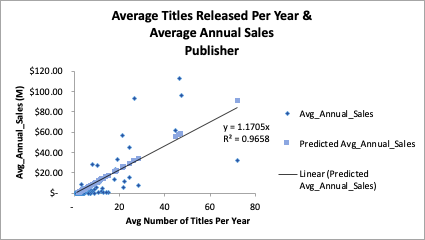 Average Titles Released Per Year &
Average Annual Sales
Publisher
$120.00
$100.00
$80.00
$60.00
$40.00
$20.00
$-
Avg_Annual_Sales (M)
y = 1.1705x
R² = 0.9658
-
20
40
60
80
Avg Number of Titles Per Year
Avg_Annual_Sales
Predicted Avg_Annual_Sales
Linear (Predicted
Avg_Annual_Sales)